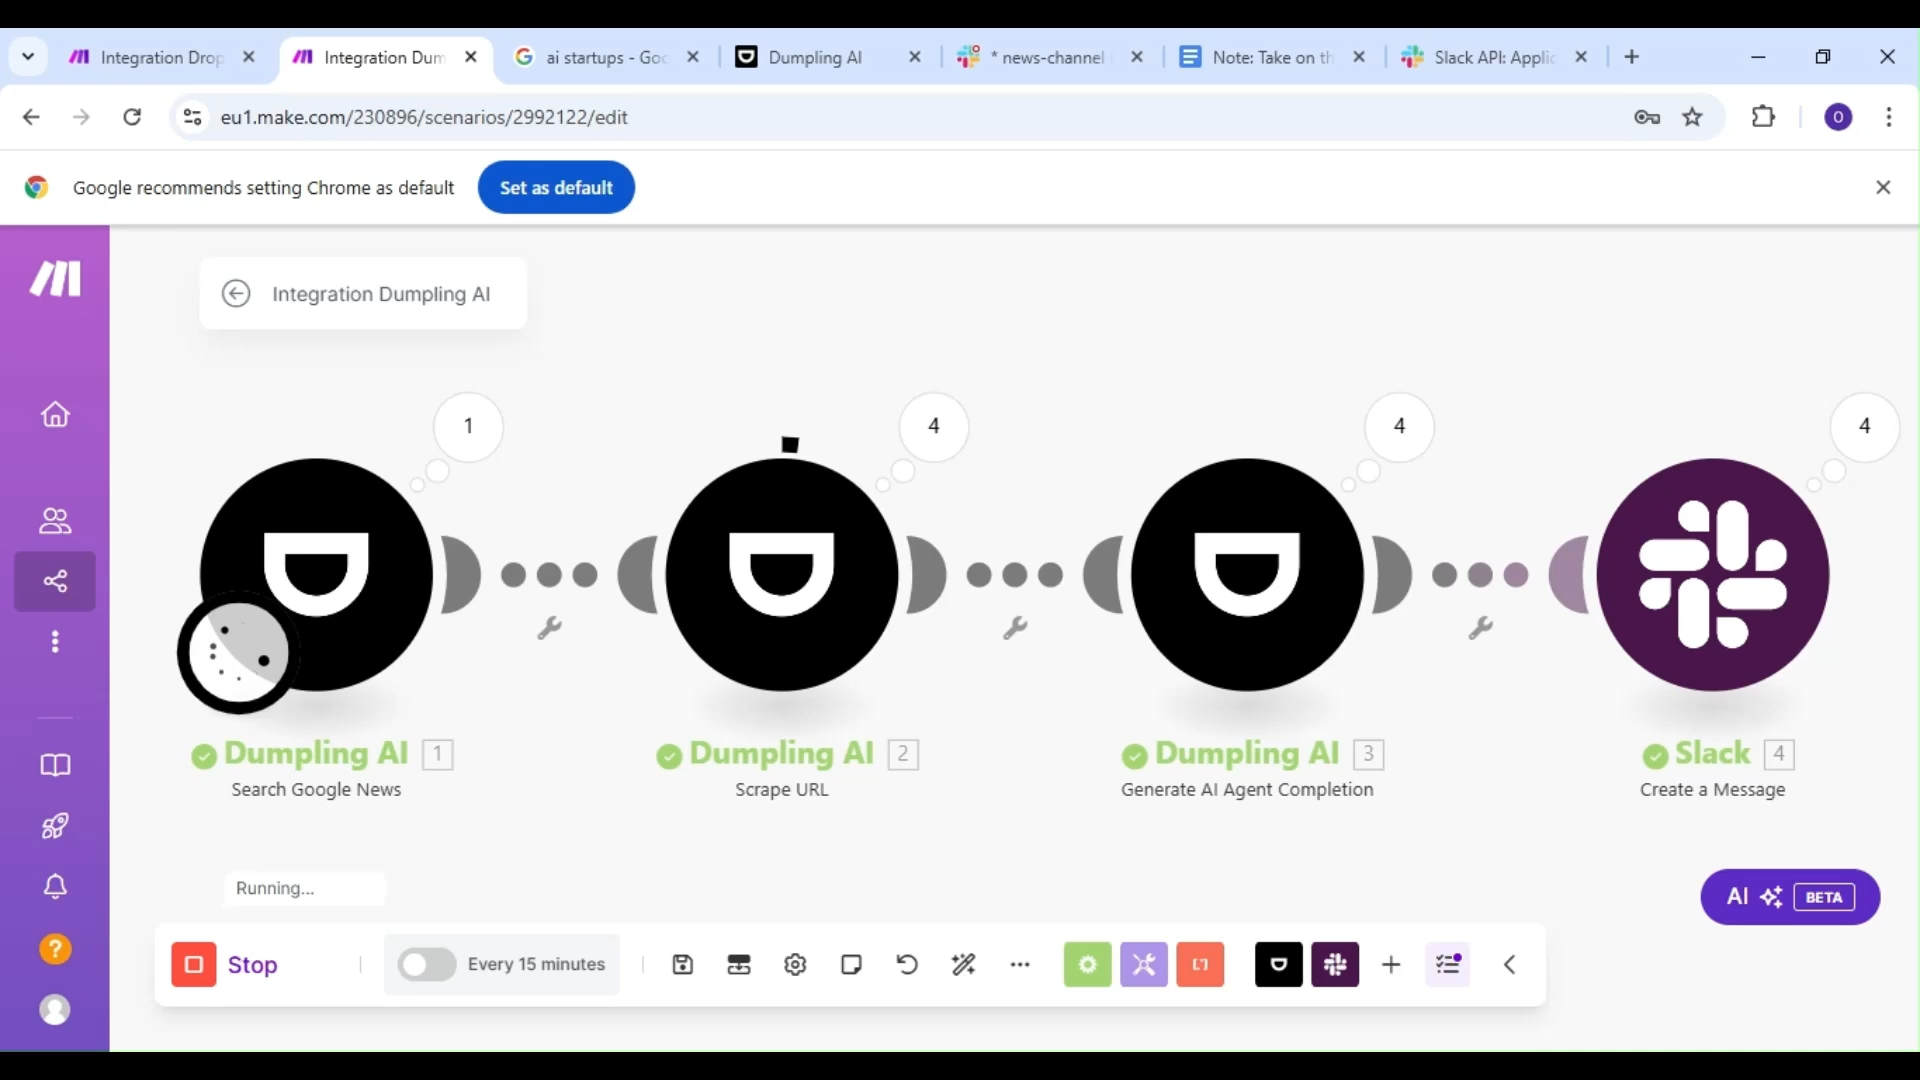 Integration Drop
Integration Dum
ai startups - Goo
Dumpling AI
* news-channel
Note: Take on th
Slack API: Applic
eu1.make.com/230896/scenarios/2992122/edit
O
Google recommends setting Chrome as default
Set as default
Integration Dumpling AI
1
4
4
4
Dumpling AI 1
Search Google News
Dumpling AI 2
Scrape URL
Dumpling AI 3
Generate AI Agent Completion
Slack 4
Create a Message
Running...
AI BETA
?
Stop
Every 15 minutes